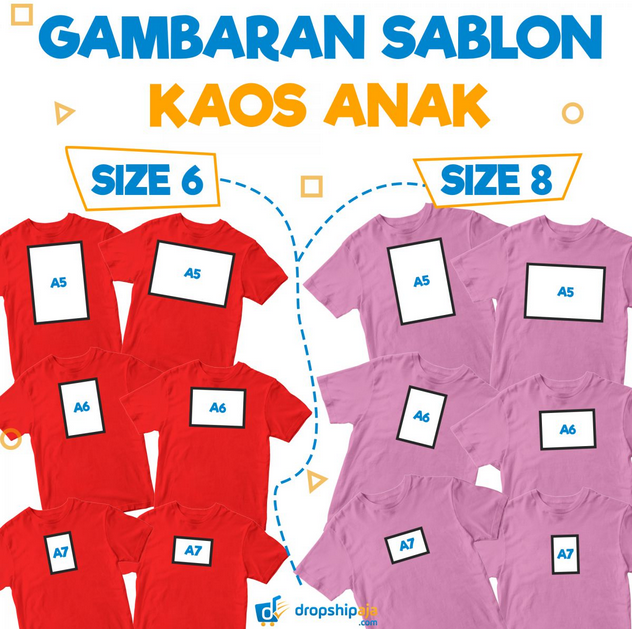 GAMBARAN SABLON
KAOS ANAK
SIZE 6
SIZE 8
A5
A5
A5
A5
A6
A6
A6
A6
A7
A7
A7
A7
dropshipaja
.com